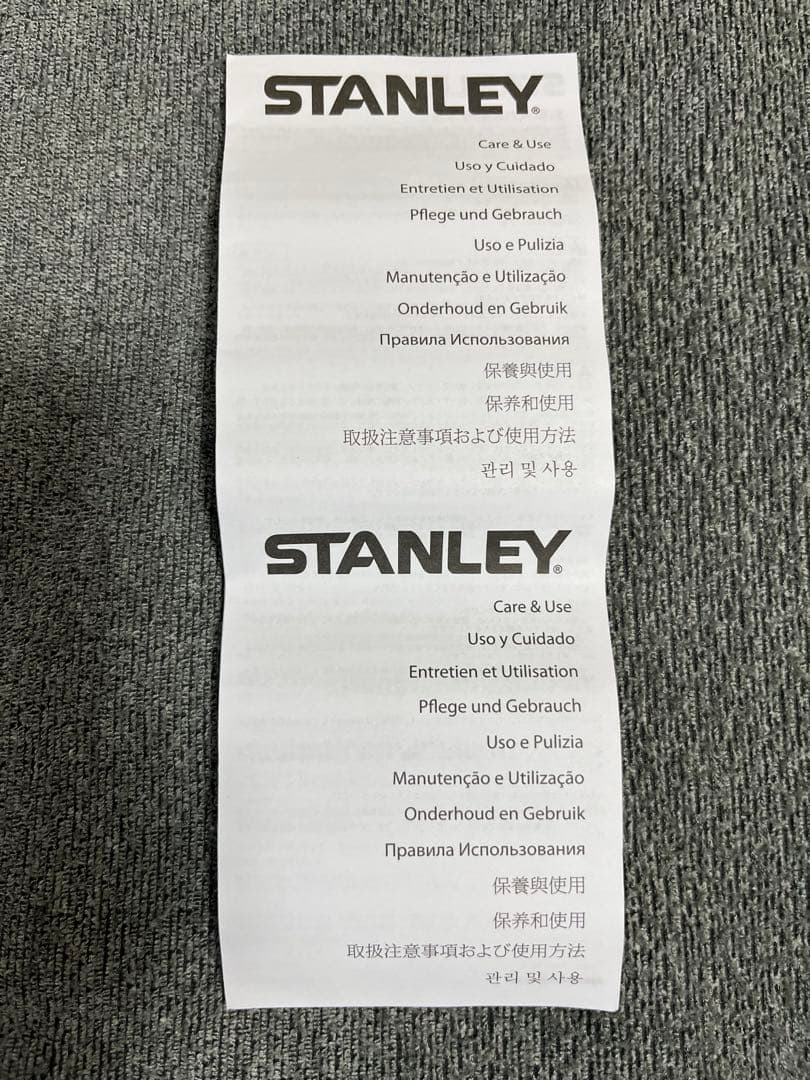 STANLEY®
Care & Use
Uso y Cuidado
Entretien et Utilisation
Pflege und Gebrauch
Uso e Pulizia
Manutenção e Utilização
Onderhoud en Gebruik
Правила Использования
保養與使用
保养和使用
取扱注意事項および使用方法
관리 및 사용
STANLEY®
Care & Use
Uso y Cuidado
Entretien et Utilisation
Pflege und Gebrauch
Uso e Pulizia
Manutenção e Utilização
Onderhoud en Gebruik
Правила Использования
保養與使用
保养和使用
取扱注意事項および使用方法
관리 및 사용